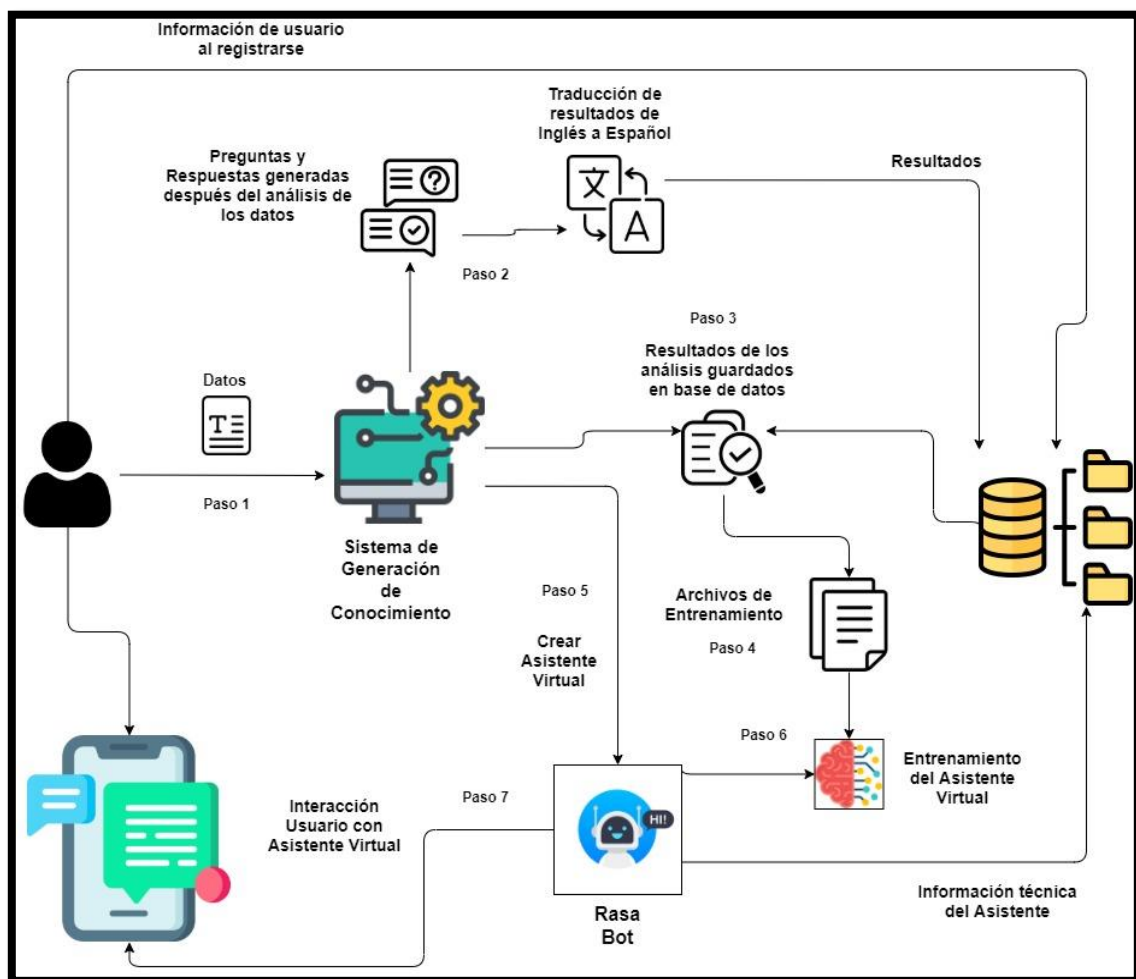 Información de usuario
al registrarse
Traducción de
resultados de
Inglés a Español
Preguntas y
Respuestas generadas
después del análisis de
los datos
Resultados
文
A
Paso 2
Paso 3
Resultados de los
análisis guardados
en base de datos
Datos
T
Paso 1
Sistema de
Generación
de
Conocimiento
Paso 5
Crear
Asistente
Virtual
Archivos de
Entrenamiento
Paso 4
Paso 6
Entrenamiento
del Asistente
Virtual
Paso 7
Interacción
Usuario con
Asistente Virtual
HI!
Rasa
Bot
Información técnica
del Asistente